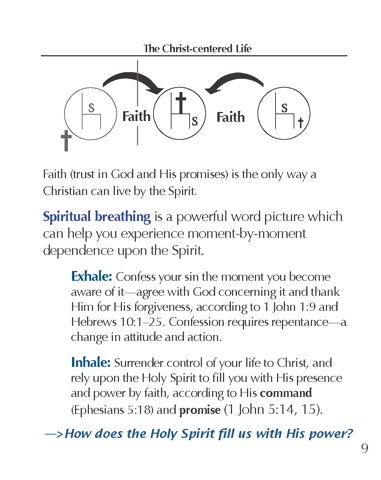 The Christ-centered Life
S Faith S Faith S
Faith (trust in God and His promises) is the only way a
Christian can live by the Spirit.
Spiritual breathing is a powerful word picture which
can help you experience moment-by-moment
dependence upon the Spirit.
Exhale: Confess your sin the moment you become
aware of it—agree with God concerning it and thank
Him for His forgiveness, according to 1 John 1:9 and
Hebrews 10:1–25. Confession requires repentance—a
change in attitude and action.
Inhale: Surrender control of your life to Christ, and
rely upon the Holy Spirit to fill you with His presence
and power by faith, according to His command
(Ephesians 5:18) and promise (1 John 5:14, 15).
—>How does the Holy Spirit fill us with His power?
9